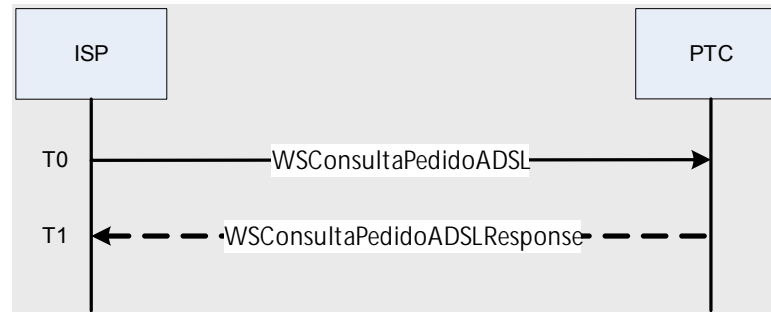 ISP
PTC
T0
WSConsultaPedidoADSL
T1
WSConsultaPedidoADSLResponse